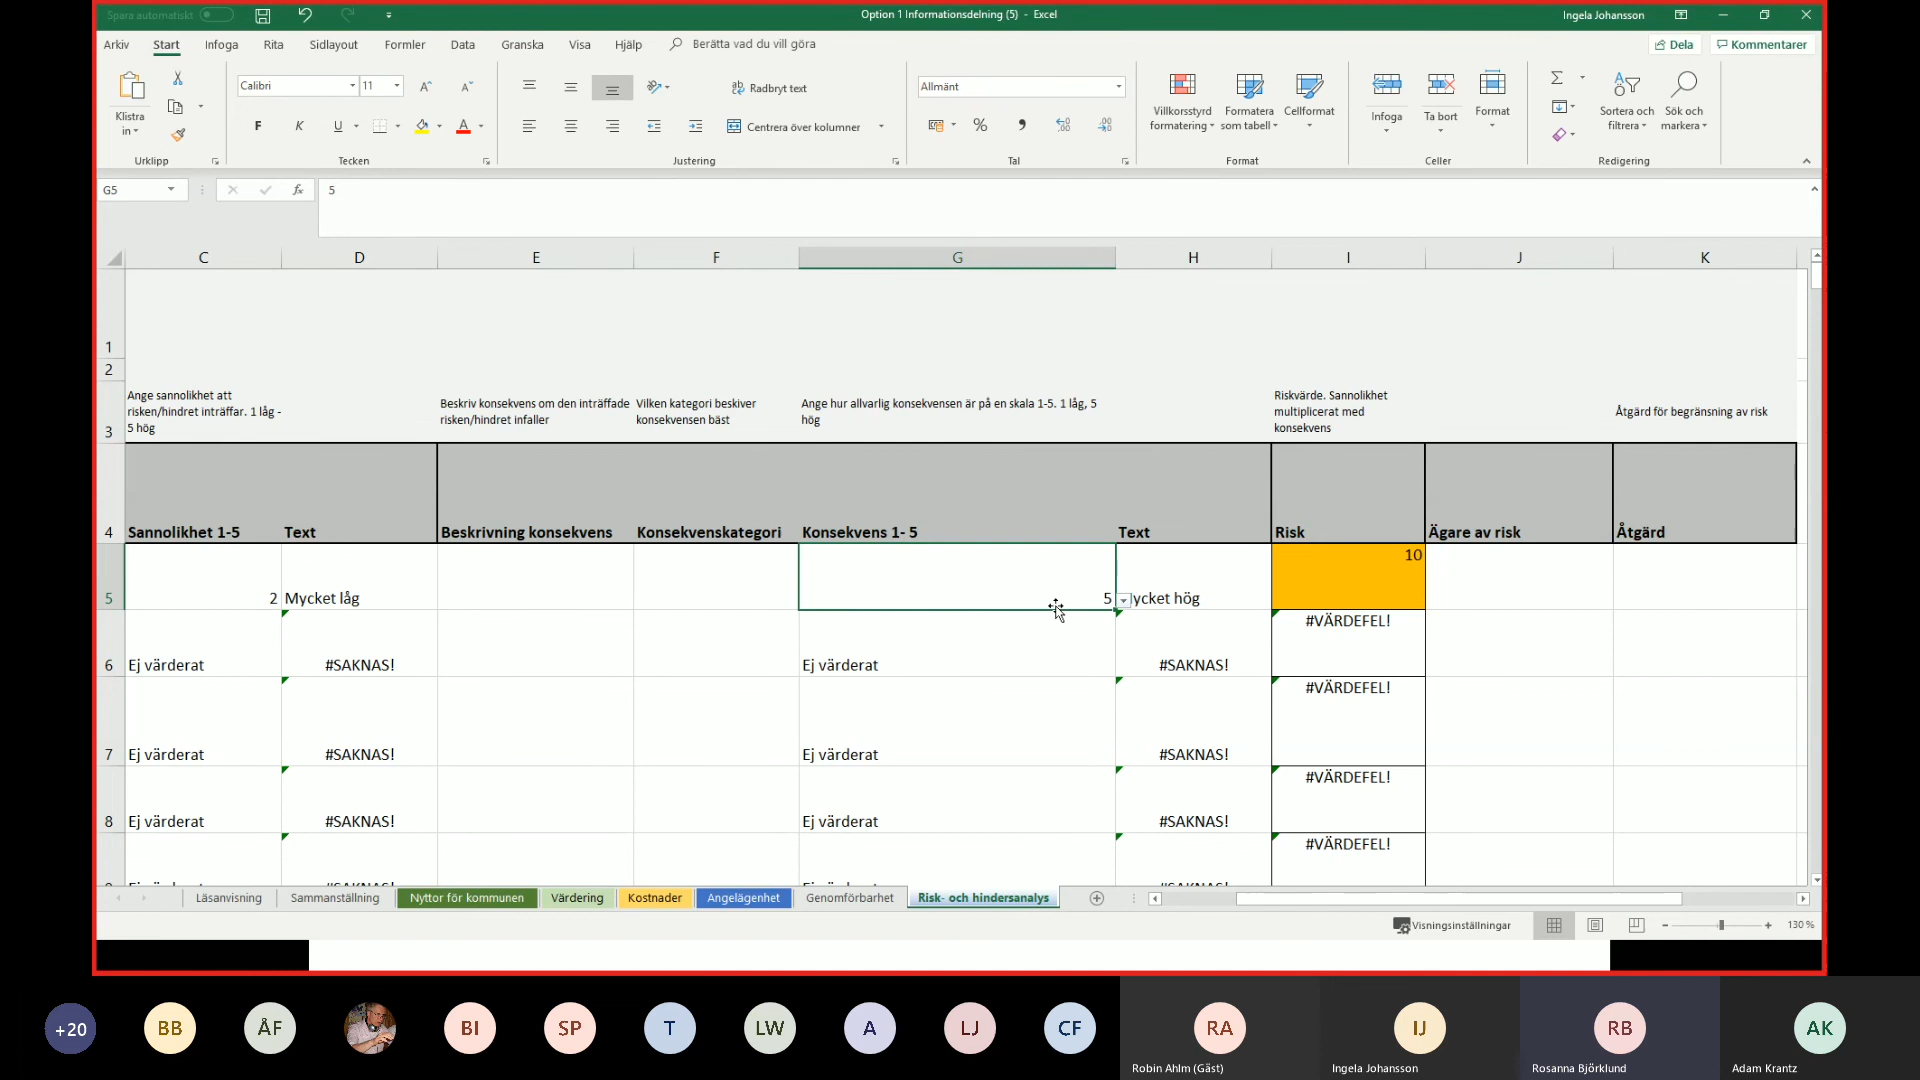 Spara automatiskt
Option 1 Informationsdelning (5) - Excel
Ingela Johansson
Arkiv Start Infoga Rita Sidlayout Formler Data Granska Visa Hjälp Berätta vad du vill göra
Dela Kommentarer
Klistra in
Calibri 11
F K U A
Radbryt text
Centrera över kolumner
Allmänt
%
Villkorsstyrd formatering
Formatera som tabell
Cellformat
Infoga
Ta bort
Format
Sortera och filtrera
Sök och markera
Urklipp Tecken Justering Tal Format Celler Redigering
G5 fx 5
C D E F G H I J K
1
2
3
Ange sannolikhet att
risken/hindret inträffar. 1 låg -
5 hög
Beskriv konsekvens om den inträffade
risken/hindret infaller
Vilken kategori beskiver
konsekvensen bäst
Ange hur allvarlig konsekvensen är på en skala 1-5. 1 låg, 5
hög
Riskvärde. Sannolikhet
multiplicerat med
konsekvens
Åtgärd för begränsning av risk
4 Sannolikhet 1-5 Text Beskrivning konsekvens Konsekvenskategori Konsekvens 1- 5 Text Risk Ägare av risk Åtgärd
5 2 Mycket låg 5 ycket hög 10
6 Ej värderat #SAKNAS! Ej värderat #SAKNAS! #VÄRDEFEL!
7 Ej värderat #SAKNAS! Ej värderat #SAKNAS! #VÄRDEFEL!
8 Ej värderat #SAKNAS! Ej värderat #SAKNAS! #VÄRDEFEL!
#VÄRDEFEL!
Läsanvisning Sammanställning Nyttor för kommunen Värdering Kostnader Angelägenhet Genomförbarhet Risk- och hindersanalys
Visningsinställningar 130 %
+20 BB ÅF BI SP T LW A LJ CF RA IJ RB AK
Robin Ahlm (Gäst) Ingela Johansson Rosanna Björklund Adam Krantz